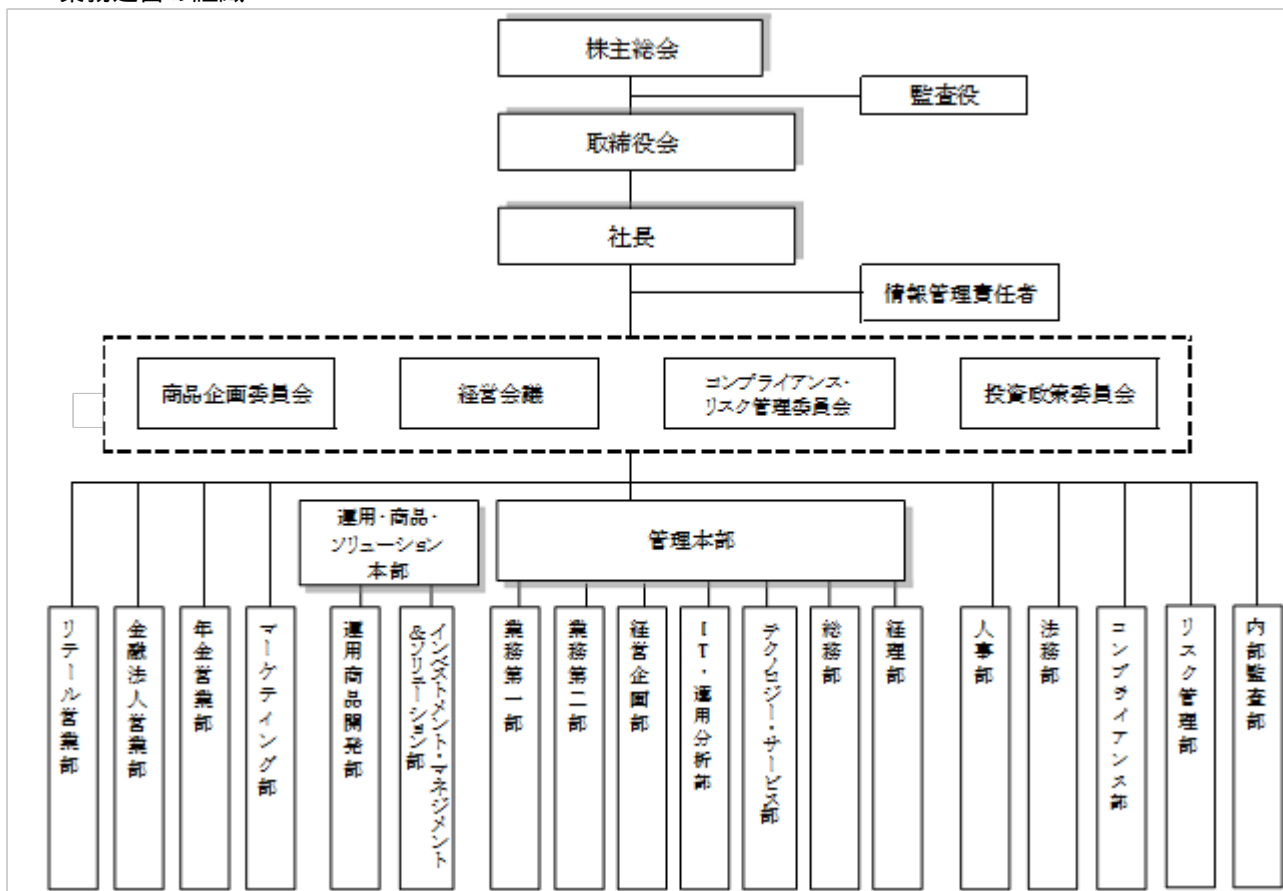 株主総会
監査役
取締役会
社長
情報管理責任者
商品企画委員会
経営会議
コンプライアンス・
リスク管理委員会
投資政策委員会
運用・商品・
ソリューション
本部
管理本部
リテール営業部
金融法人営業部
年金営業部
マーケティング部
運用商品開発部
インベストメント・マネジメント
&ソリューション部
業務第一部
業務第二部
経営企画部
IT・運用分析部
テクノロジー・サービス部
総務部
経理部
人事部
法務部
コンプライアンス部
リスク管理部
内部監査部